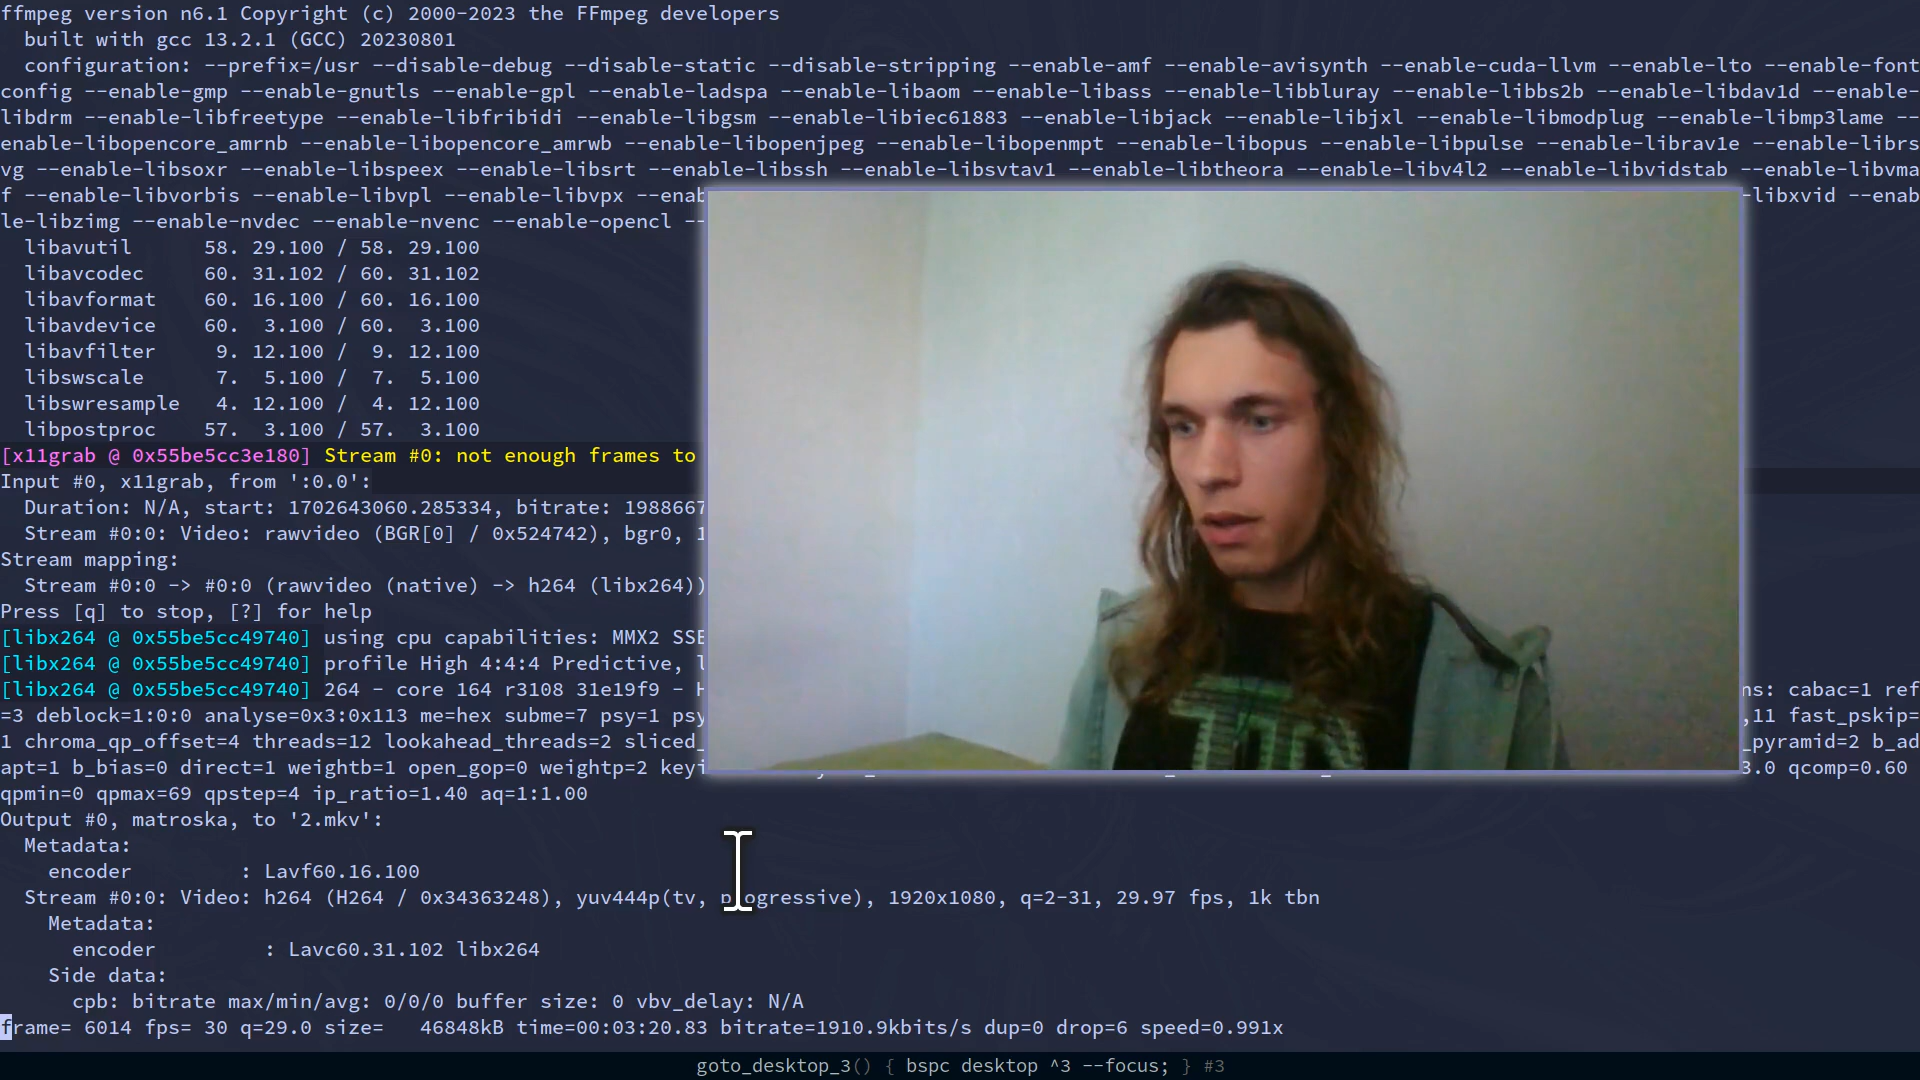 ffmpeg version n6.1 Copyright (c) 2000-2023 the FFmpeg developers
  built with gcc 13.2.1 (GCC) 20230801
  configuration: --prefix=/usr --disable-debug --disable-static --disable-stripping --enable-amf --enable-avisynth --enable-cuda-llvm --enable-lto --enable-font
config --enable-gmp --enable-gnutls --enable-gpl --enable-ladspa --enable-libaom --enable-libass --enable-libbluray --enable-libbs2b --enable-libdav1d --enable-
libdrm --enable-libfreetype --enable-libfribidi --enable-libgsm --enable-libiec61883 --enable-libjack --enable-libjxl --enable-libmodplug --enable-libmp3lame --
enable-libopencore_amrnb --enable-libopencore_amrwb --enable-libopenjpeg --enable-libopenmpt --enable-libopus --enable-libpulse --enable-librav1e --enable-librs
vg --enable-libsoxr --enable-libspeex --enable-libsrt --enable-libssh --enable-libsvtav1 --enable-libtheora --enable-libv4l2 --enable-libvidstab --enable-libvma
f --enable-libvorbis --enable-libvpl --enable-libvpx --enab -libxvid --enab
le-libzimg --enable-nvdec --enable-nvenc --enable-opencl --
  libavutil      58. 29.100 / 58. 29.100
  libavcodec     60. 31.102 / 60. 31.102
  libavformat    60. 16.100 / 60. 16.100
  libavdevice    60.  3.100 / 60.  3.100
  libavfilter     9. 12.100 /  9. 12.100
  libswscale      7.  5.100 /  7.  5.100
  libswresample   4. 12.100 /  4. 12.100
  libpostproc    57.  3.100 / 57.  3.100
[x11grab @ 0x55be5cc3e180] Stream #0: not enough frames to
Input #0, x11grab, from ':0.0':
  Duration: N/A, start: 1702643060.285334, bitrate: 1988667
  Stream #0:0: Video: rawvideo (BGR[0] / 0x524742), bgr0, 1
Stream mapping:
  Stream #0:0 -> #0:0 (rawvideo (native) -> h264 (libx264))
Press [q] to stop, [?] for help
[libx264 @ 0x55be5cc49740] using cpu capabilities: MMX2 SSE
[libx264 @ 0x55be5cc49740] profile High 4:4:4 Predictive, l
[libx264 @ 0x55be5cc49740] 264 - core 164 r3108 31e19f9 - H ns: cabac=1 ref
=3 deblock=1:0:0 analyse=0x3:0x113 me=hex subme=7 psy=1 psy ,11 fast_pskip=
1 chroma_qp_offset=4 threads=12 lookahead_threads=2 sliced_ _pyramid=2 b_ad
apt=1 b_bias=0 direct=1 weightb=1 open_gop=0 weightp=2 keyi 3.0 qcomp=0.60
qpmin=0 qpmax=69 qpstep=4 ip_ratio=1.40 aq=1:1.00
Output #0, matroska, to '2.mkv':
  Metadata:
    encoder         : Lavf60.16.100
  Stream #0:0: Video: h264 (H264 / 0x34363248), yuv444p(tv, progressive), 1920x1080, q=2-31, 29.97 fps, 1k tbn
    Metadata:
      encoder         : Lavc60.31.102 libx264
    Side data:
      cpb: bitrate max/min/avg: 0/0/0 buffer size: 0 vbv_delay: N/A
frame= 6014 fps= 30 q=29.0 size=   46848kB time=00:03:20.83 bitrate=1910.9kbits/s dup=0 drop=6 speed=0.991x
goto_desktop_3() { bspc desktop ^3 --focus; } #3